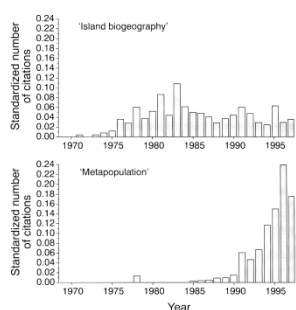 Standardized number
of citations
'Island biogeography'
0.24
0.22
0.20
0.18
0.16
0.14
0.12
0.10
0.08
0.06
0.04
0.02
0.00
1970 1975 1980 1985 1990 1995
Standardized number
of citations
'Metapopulation'
0.24
0.22
0.20
0.18
0.16
0.14
0.12
0.10
0.08
0.06
0.04
0.02
0.00
1970 1975 1980 1985 1990 1995
Year